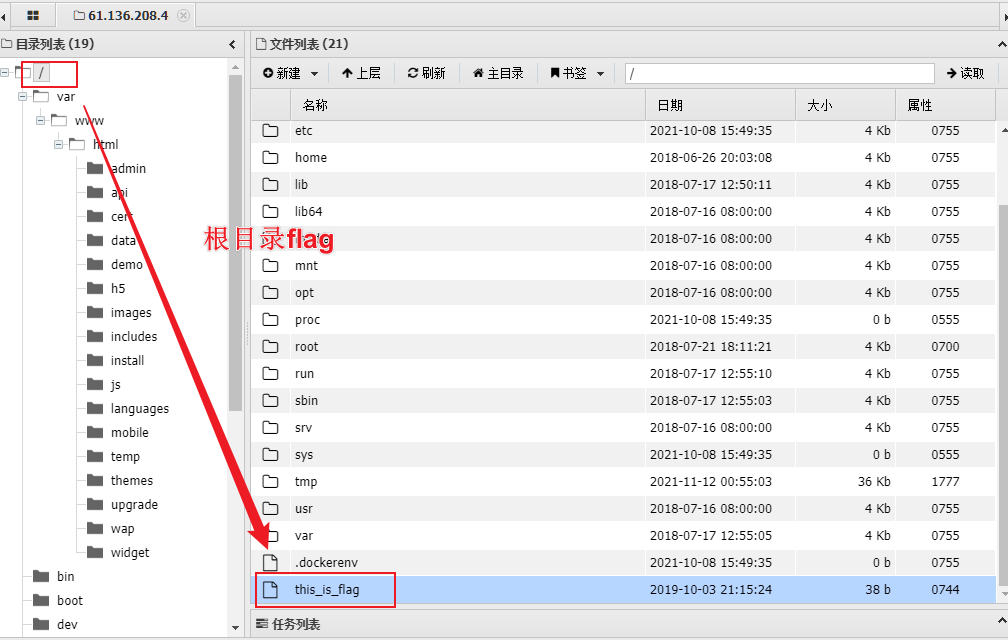 61.136.208.4
目录列表 (19)
/
var
www
html
admin
api
cert
data
demo
h5
images
includes
install
js
languages
mobile
temp
themes
upgrade
wap
widget
bin
boot
dev
文件列表 (21)
新建 上层 刷新 主目录 书签 / 读取
名称 日期 大小 属性
etc 2021-10-08 15:49:35 4 Kb 0755
home 2018-06-26 20:03:08 4 Kb 0755
lib 2018-07-17 12:50:11 4 Kb 0755
lib64 2018-07-16 08:00:00 4 Kb 0755
根目录flag
2018-07-16 08:00:00 4 Kb 0755
mnt 2018-07-16 08:00:00 4 Kb 0755
opt 2018-07-16 08:00:00 4 Kb 0755
proc 2021-10-08 15:49:35 0 b 0555
root 2018-07-21 18:11:21 4 Kb 0700
run 2018-07-17 12:55:10 4 Kb 0755
sbin 2018-07-17 12:55:03 4 Kb 0755
srv 2018-07-16 08:00:00 4 Kb 0755
sys 2021-10-08 15:49:35 0 b 0555
tmp 2021-11-12 00:55:03 36 Kb 1777
usr 2018-07-16 08:00:00 4 Kb 0755
var 2018-07-17 12:55:05 4 Kb 0755
.dockerenv 2021-10-08 15:49:35 0 b 0755
this_is_flag 2019-10-03 21:15:24 38 b 0744
任务列表